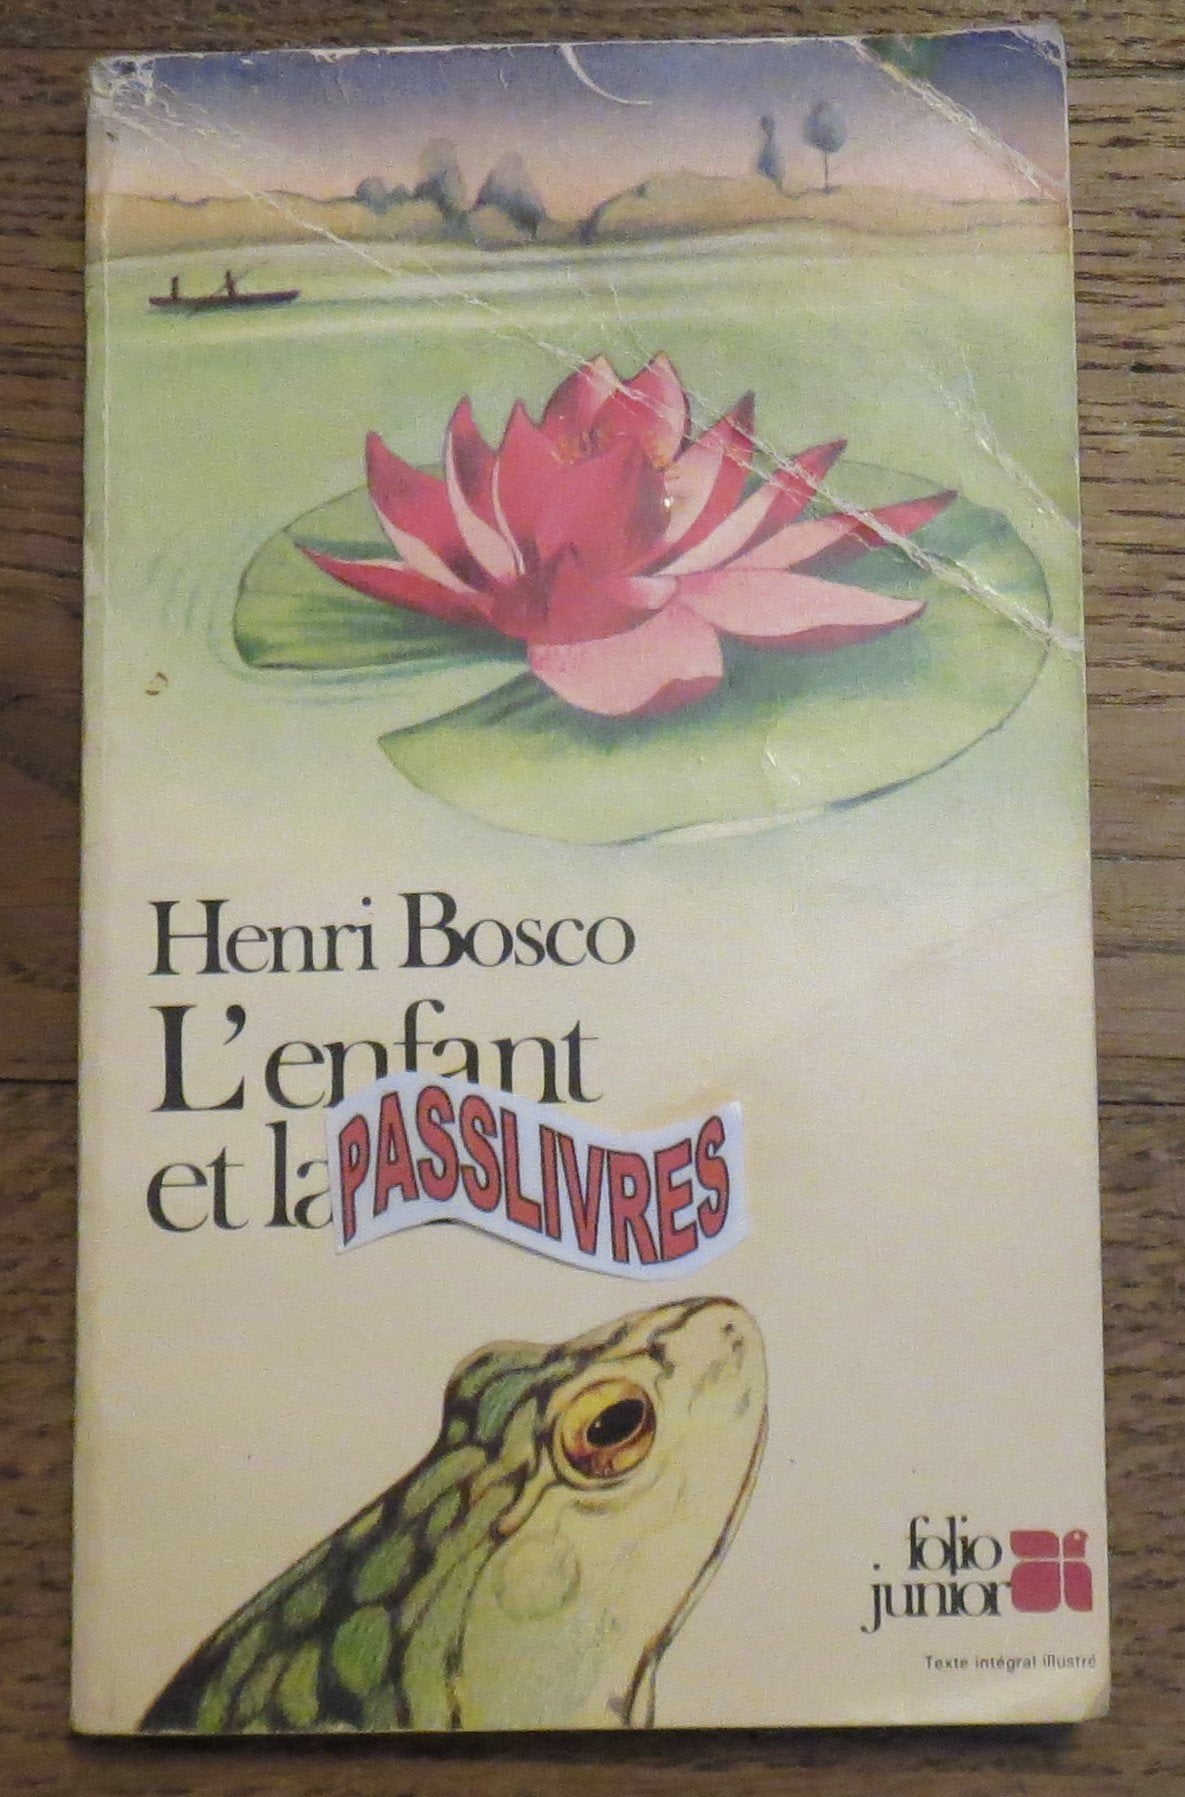 Henri Bosco
L'enfant
et la
PASSLIVRES
folio
junior
Texte intégral illustré